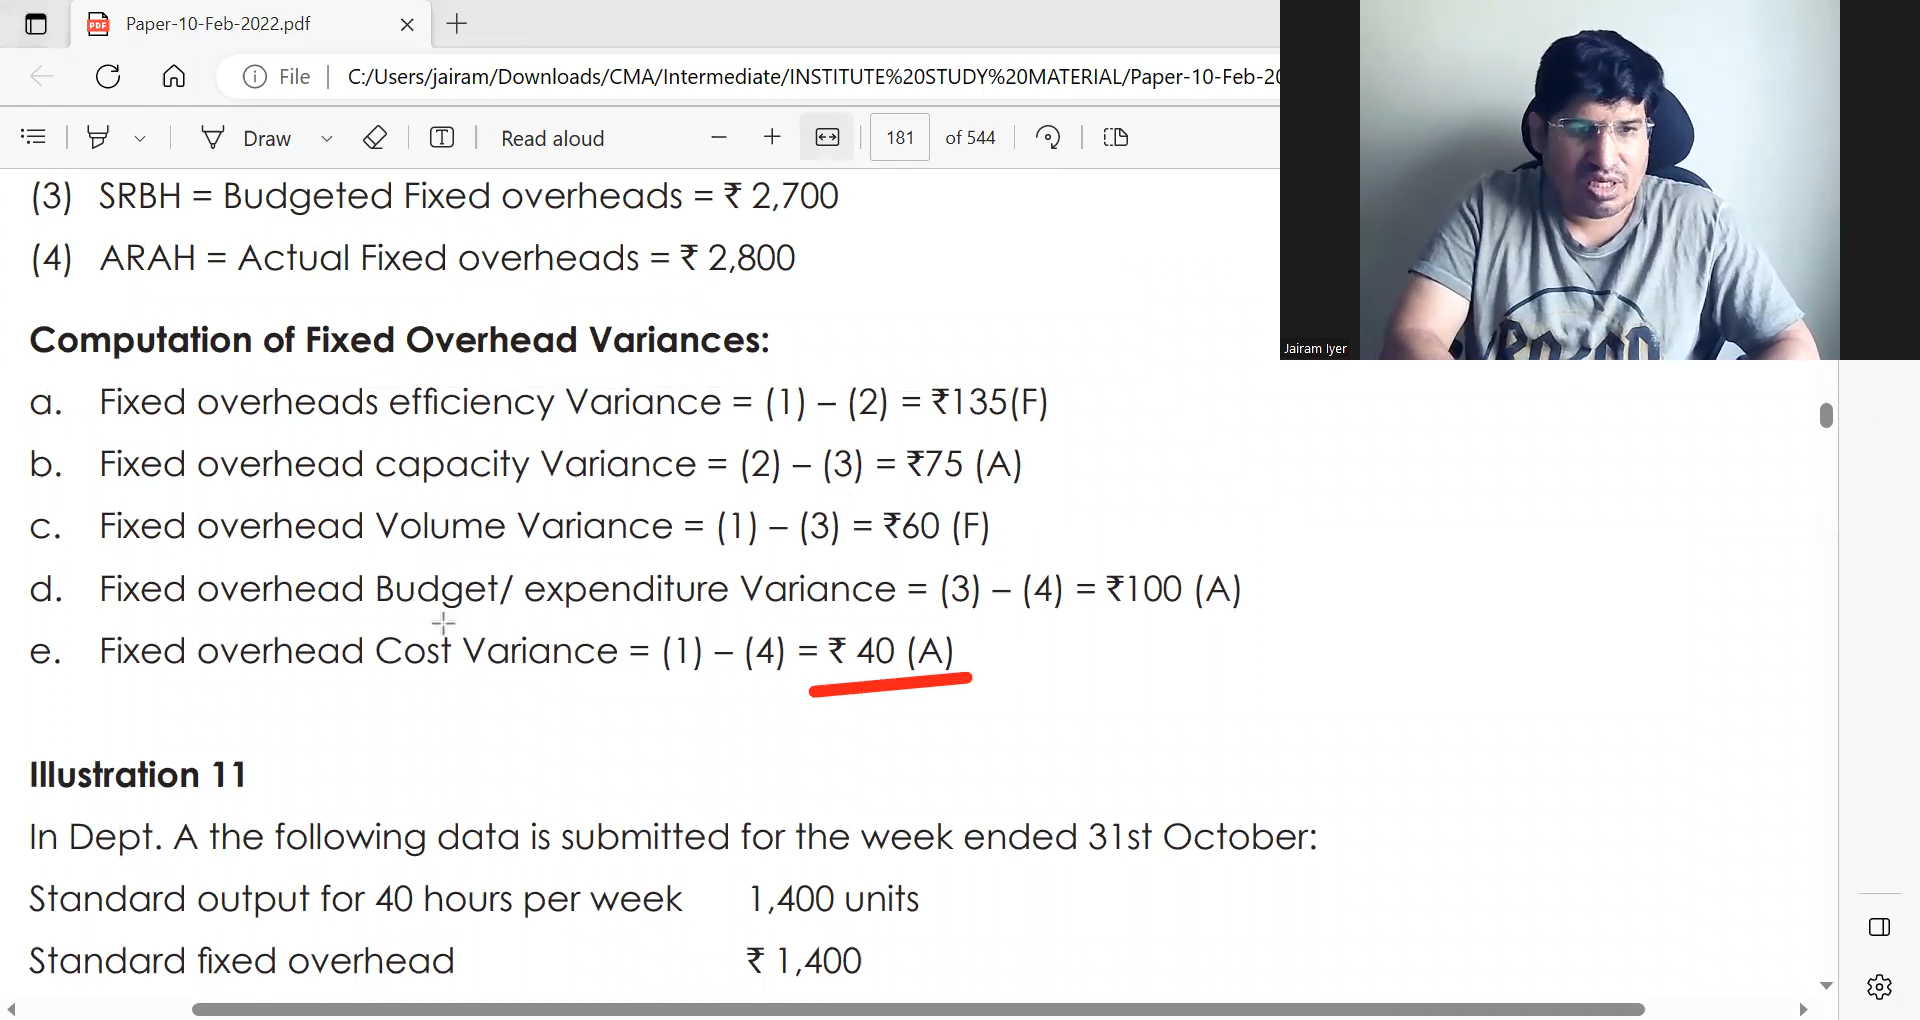 Paper-10-Feb-2022.pdf
File
C:/Users/jairam/Downloads/CMA/Intermediate/INSTITUTE%20STUDY%20MATERIAL/Paper-10-Feb-20
Draw
Read aloud
181 of 544
(3) SRBH = Budgeted Fixed overheads = ₹ 2,700
(4) ARAH = Actual Fixed overheads = ₹ 2,800
Jairam Iyer
Computation of Fixed Overhead Variances:
a. Fixed overheads efficiency Variance = (1) – (2) = ₹135(F)
b. Fixed overhead capacity Variance = (2) – (3) = ₹75 (A)
c. Fixed overhead Volume Variance = (1) – (3) = ₹60 (F)
d. Fixed overhead Budget/ expenditure Variance = (3) – (4) = ₹100 (A)
e. Fixed overhead Cost Variance = (1) – (4) = ₹ 40 (A)
Illustration 11
In Dept. A the following data is submitted for the week ended 31st October:
Standard output for 40 hours per week 1,400 units
Standard fixed overhead ₹ 1,400